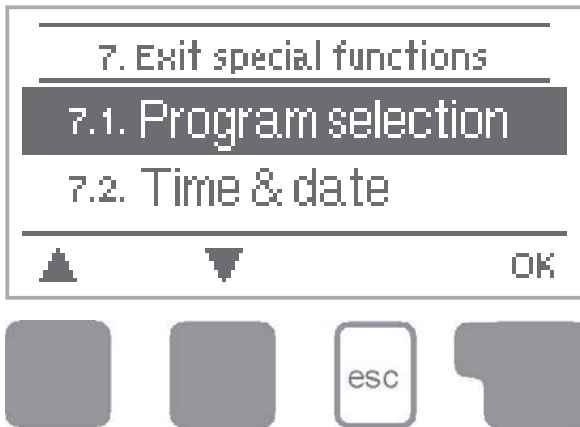 7. Exit special functions
7.1. Program selection
7.2. Time & date
OK
esc